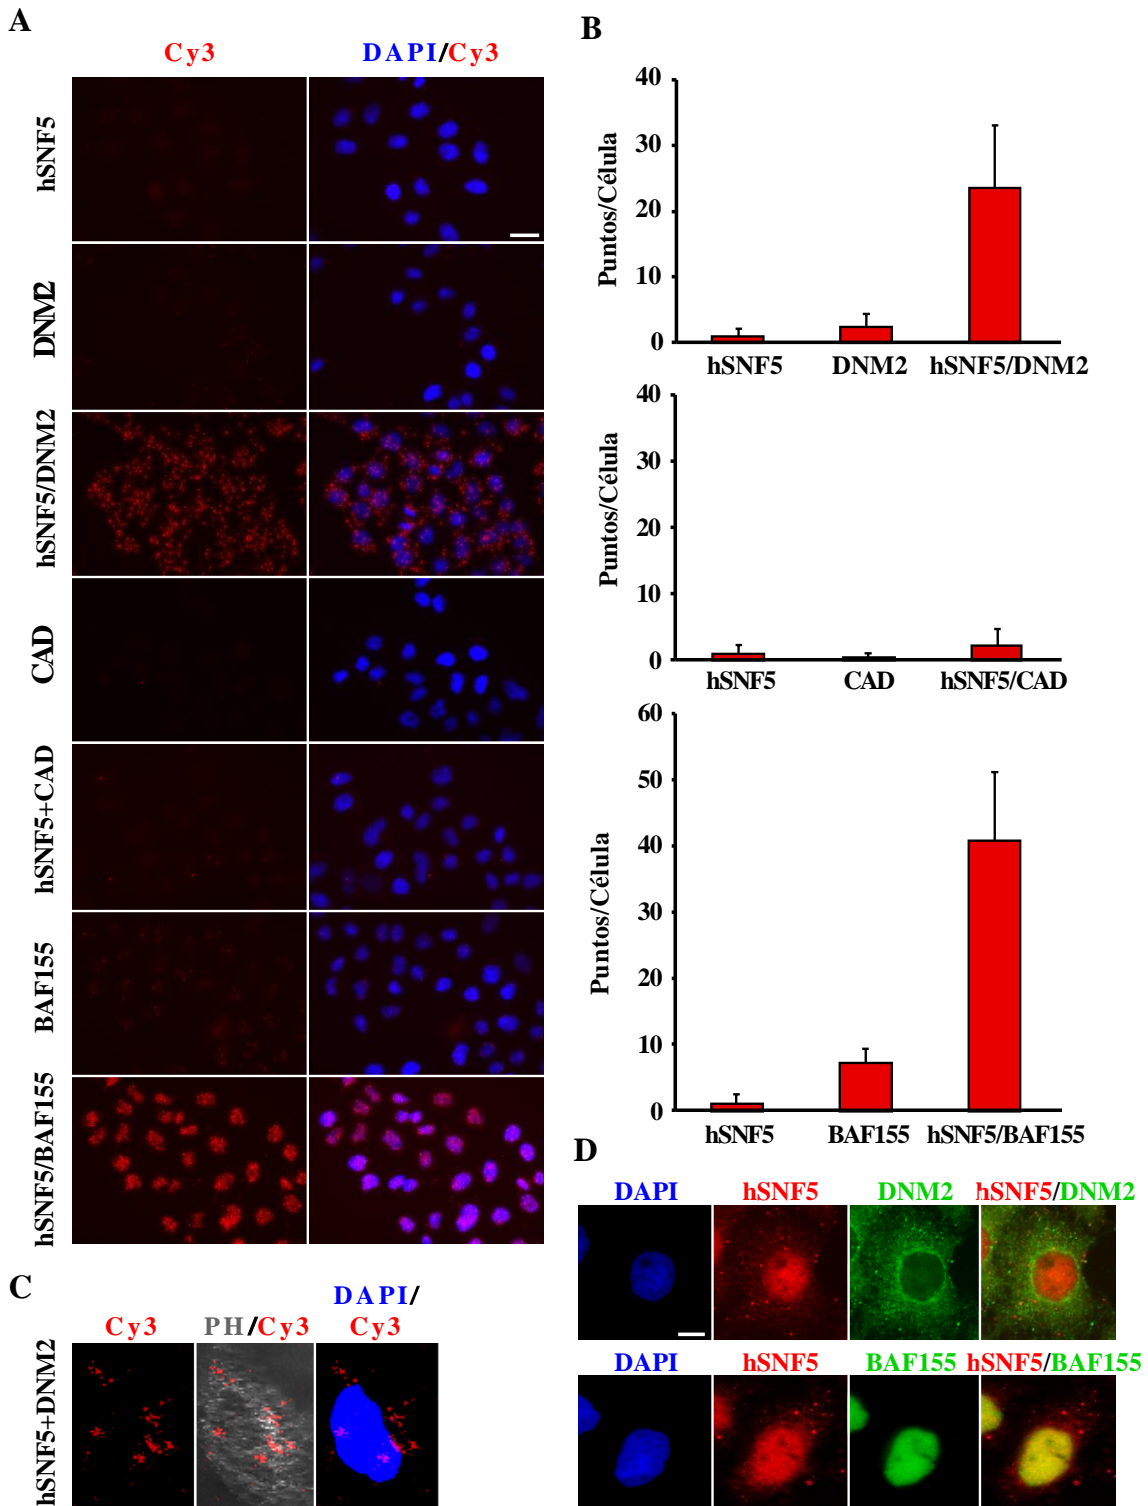 A
Cy3
DAPI/Cy3
hSNF5
DNM2
hSNF5/DNM2
CAD
hSNF5+CAD
BAF155
hSNF5/BAF155
B
40
30
20
10
0
Puntos/Célula
hSNF5
DNM2
hSNF5/DNM2
40
30
20
10
0
Puntos/Célula
hSNF5
CAD
hSNF5/CAD
60
50
40
30
20
10
0
Puntos/Célula
hSNF5
BAF155
hSNF5/BAF155
C
Cy3
PH/Cy3
DAPI/
Cy3
hSNF5+DNM2
D
DAPI
hSNF5
DNM2
hSNF5/DNM2
DAPI
hSNF5
BAF155
hSNF5/BAF155